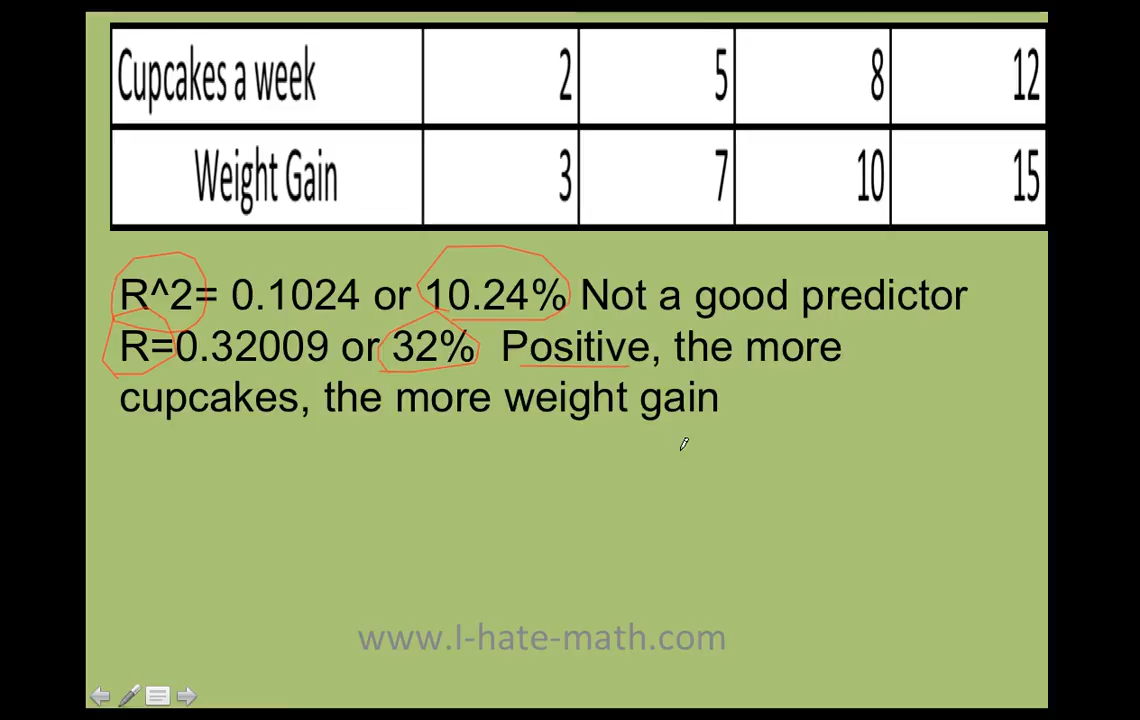 Cupcakes a week 2 5 8 12
Weight Gain 3 7 10 15
R^2= 0.1024 or 10.24% Not a good predictor
R=0.32009 or 32% Positive, the more
cupcakes, the more weight gain
www.I-hate-math.com